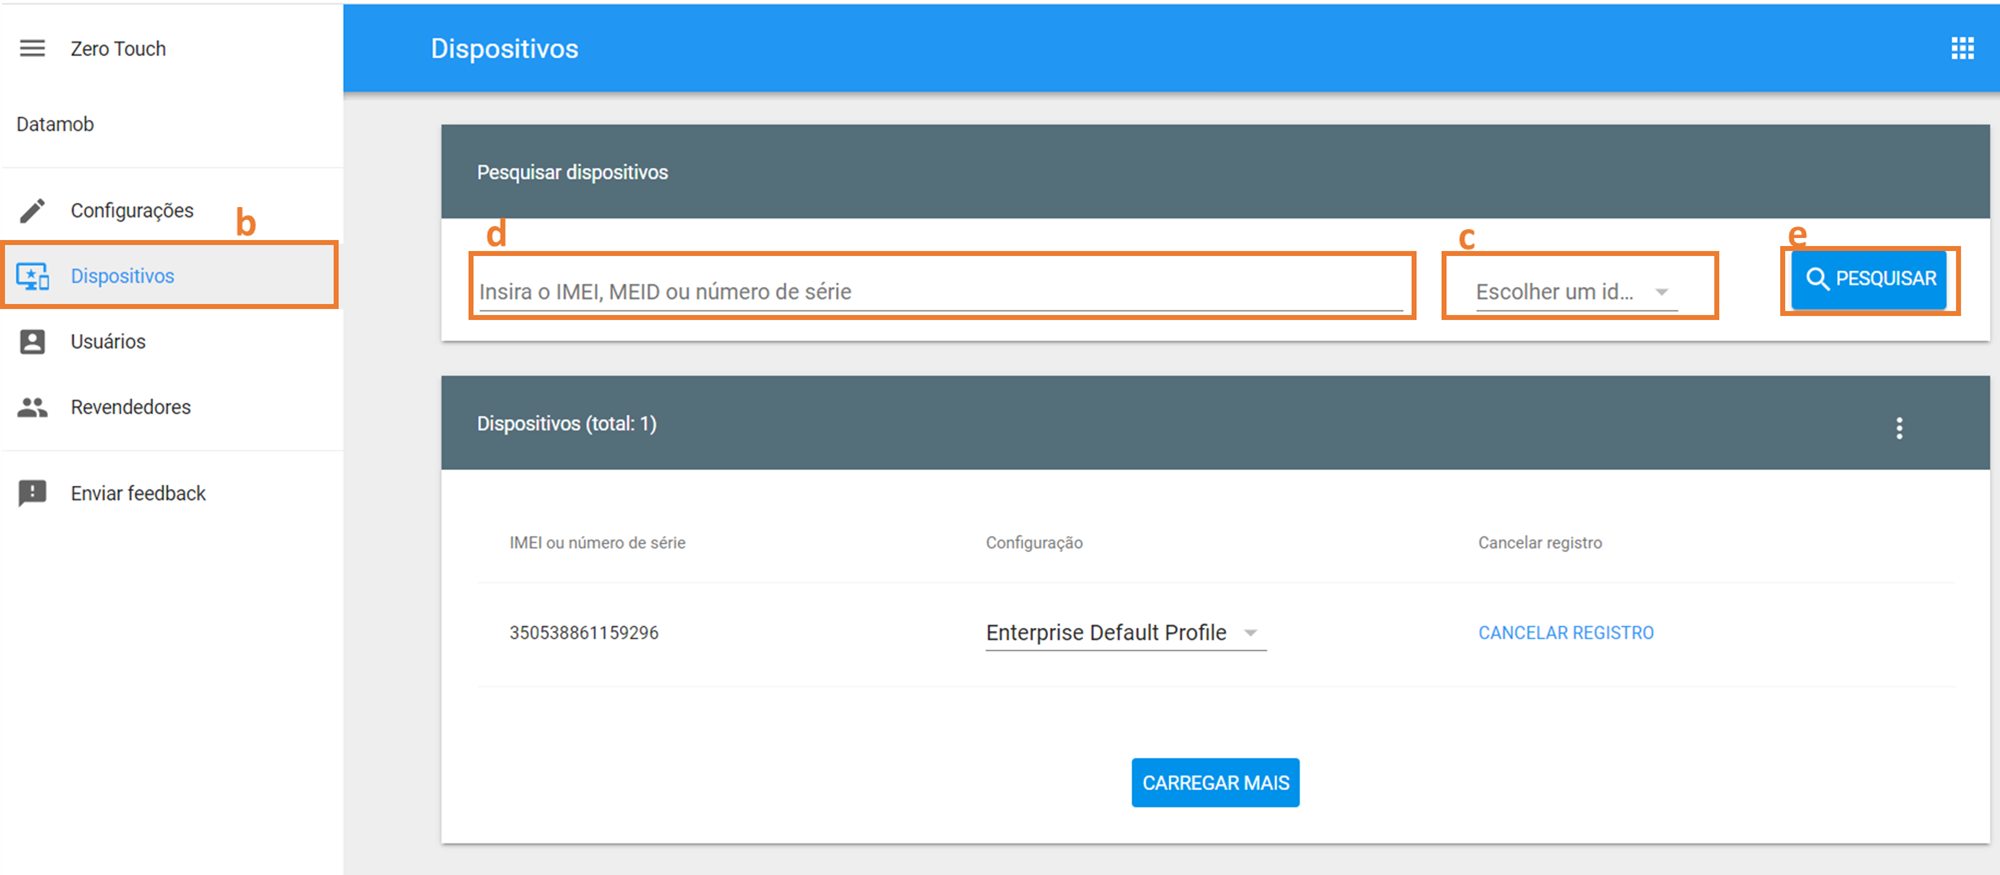 Zero Touch
Dispositivos
Datamob
Configurações
b
Dispositivos
Usuários
Revendedores
Enviar feedback
Pesquisar dispositivos
d
c
e
Insira o IMEI, MEID ou número de série
Escolher um id...
PESQUISAR
Dispositivos (total: 1)
IMEI ou número de série
Configuração
Cancelar registro
350538861159296
Enterprise Default Profile
CANCELAR REGISTRO
CARREGAR MAIS